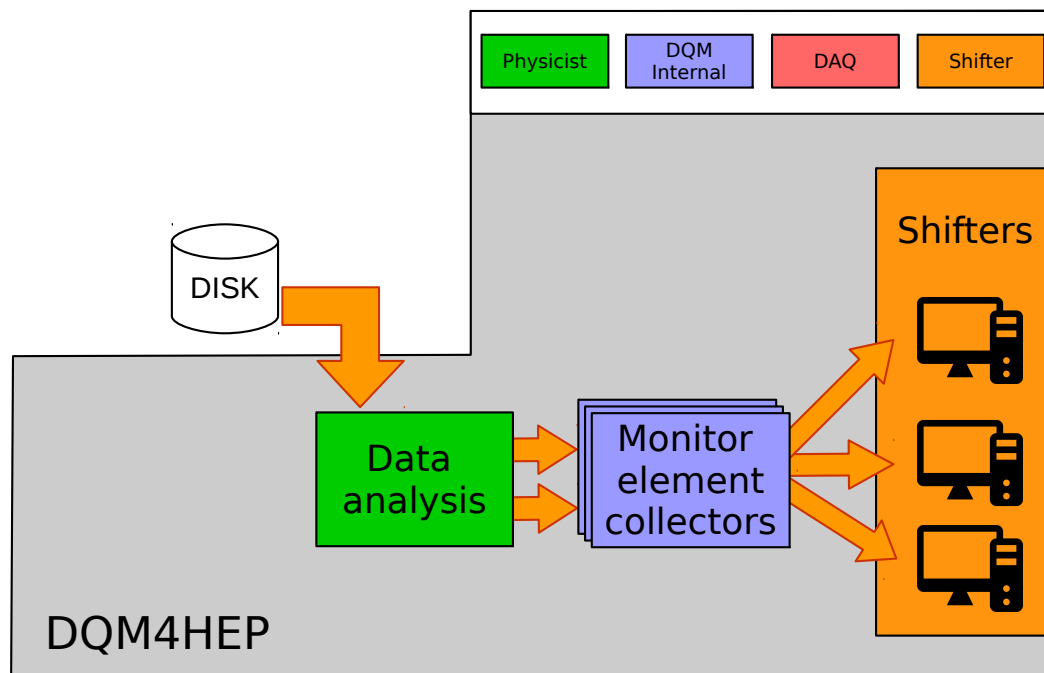 Physicist
DQM
Internal
DAQ
Shifter
Shifters
DISK
Data
analysis
Monitor
element
collectors
DQM4HEP